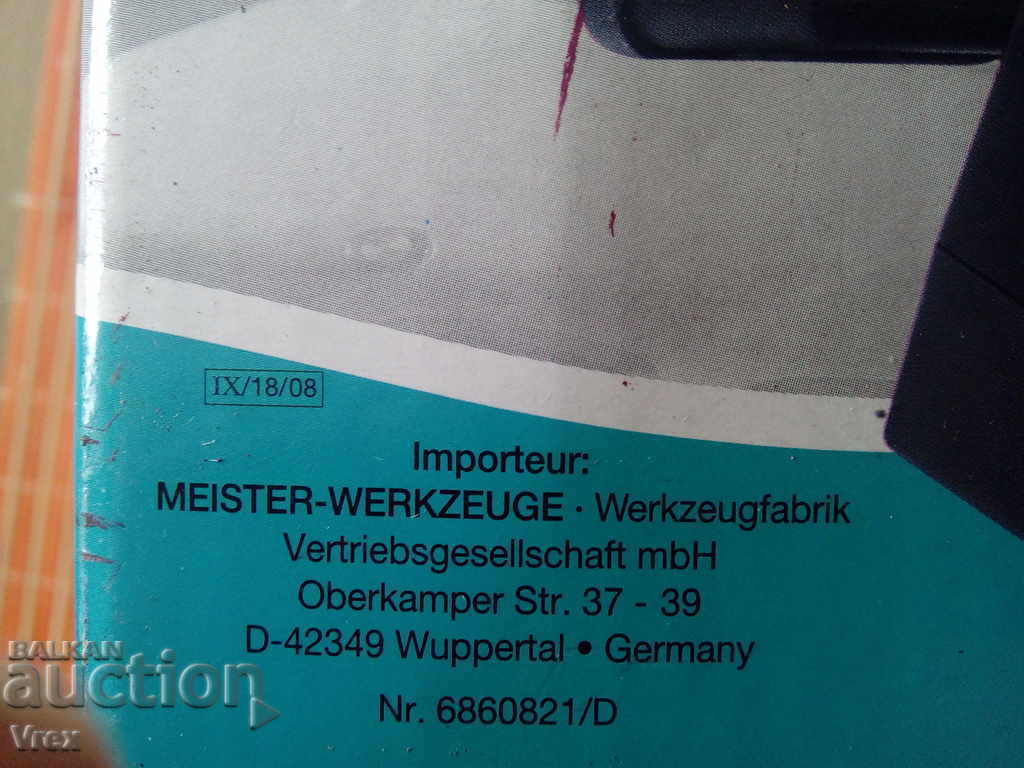 IX/18/08
Importeur:
MEISTER-WERKZEUGE · Werkzeugfabrik
Vertriebsgesellschaft mbH
Oberkamper Str. 37 - 39
D-42349 Wuppertal • Germany
Nr. 6860821/D
BALKAN
auction
Vrex